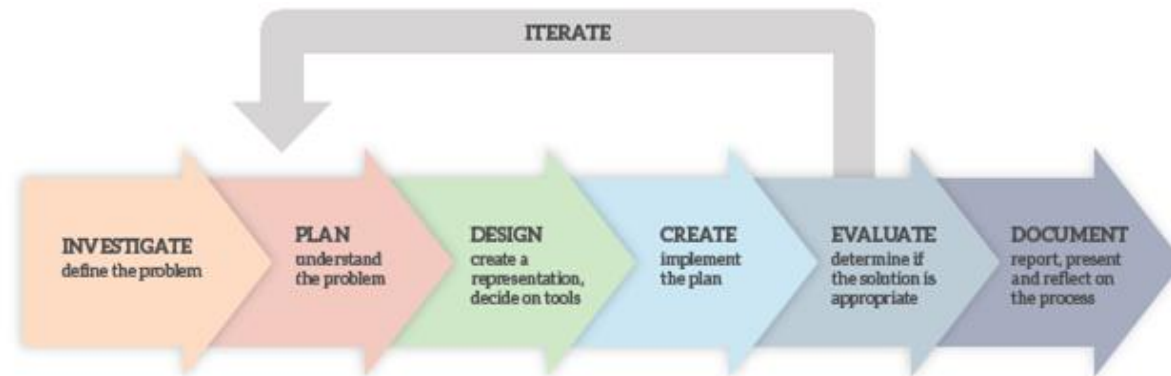 ITERATE
INVESTIGATE
define the problem
PLAN
understand
the problem
DESIGN
create a
representation,
decide on tools
CREATE
implement
the plan
EVALUATE
determine if
the solution is
appropriate
DOCUMENT
report, present
and reflect on
the process